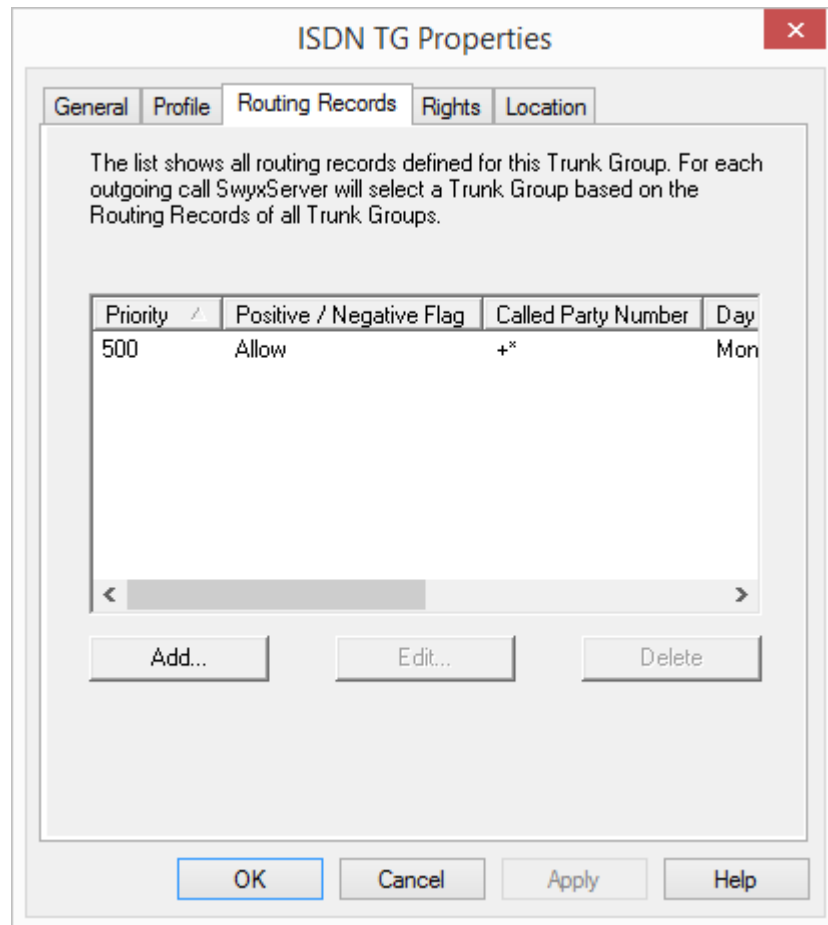 ISDN TG Properties
General Profile Routing Records Rights Location
The list shows all routing records defined for this Trunk Group. For each
outgoing call SwyxServer will select a Trunk Group based on the
Routing Records of all Trunk Groups.
Priority Positive / Negative Flag Called Party Number Day
500 Allow +* Mon
Add... Edit... Delete
OK Cancel Apply Help